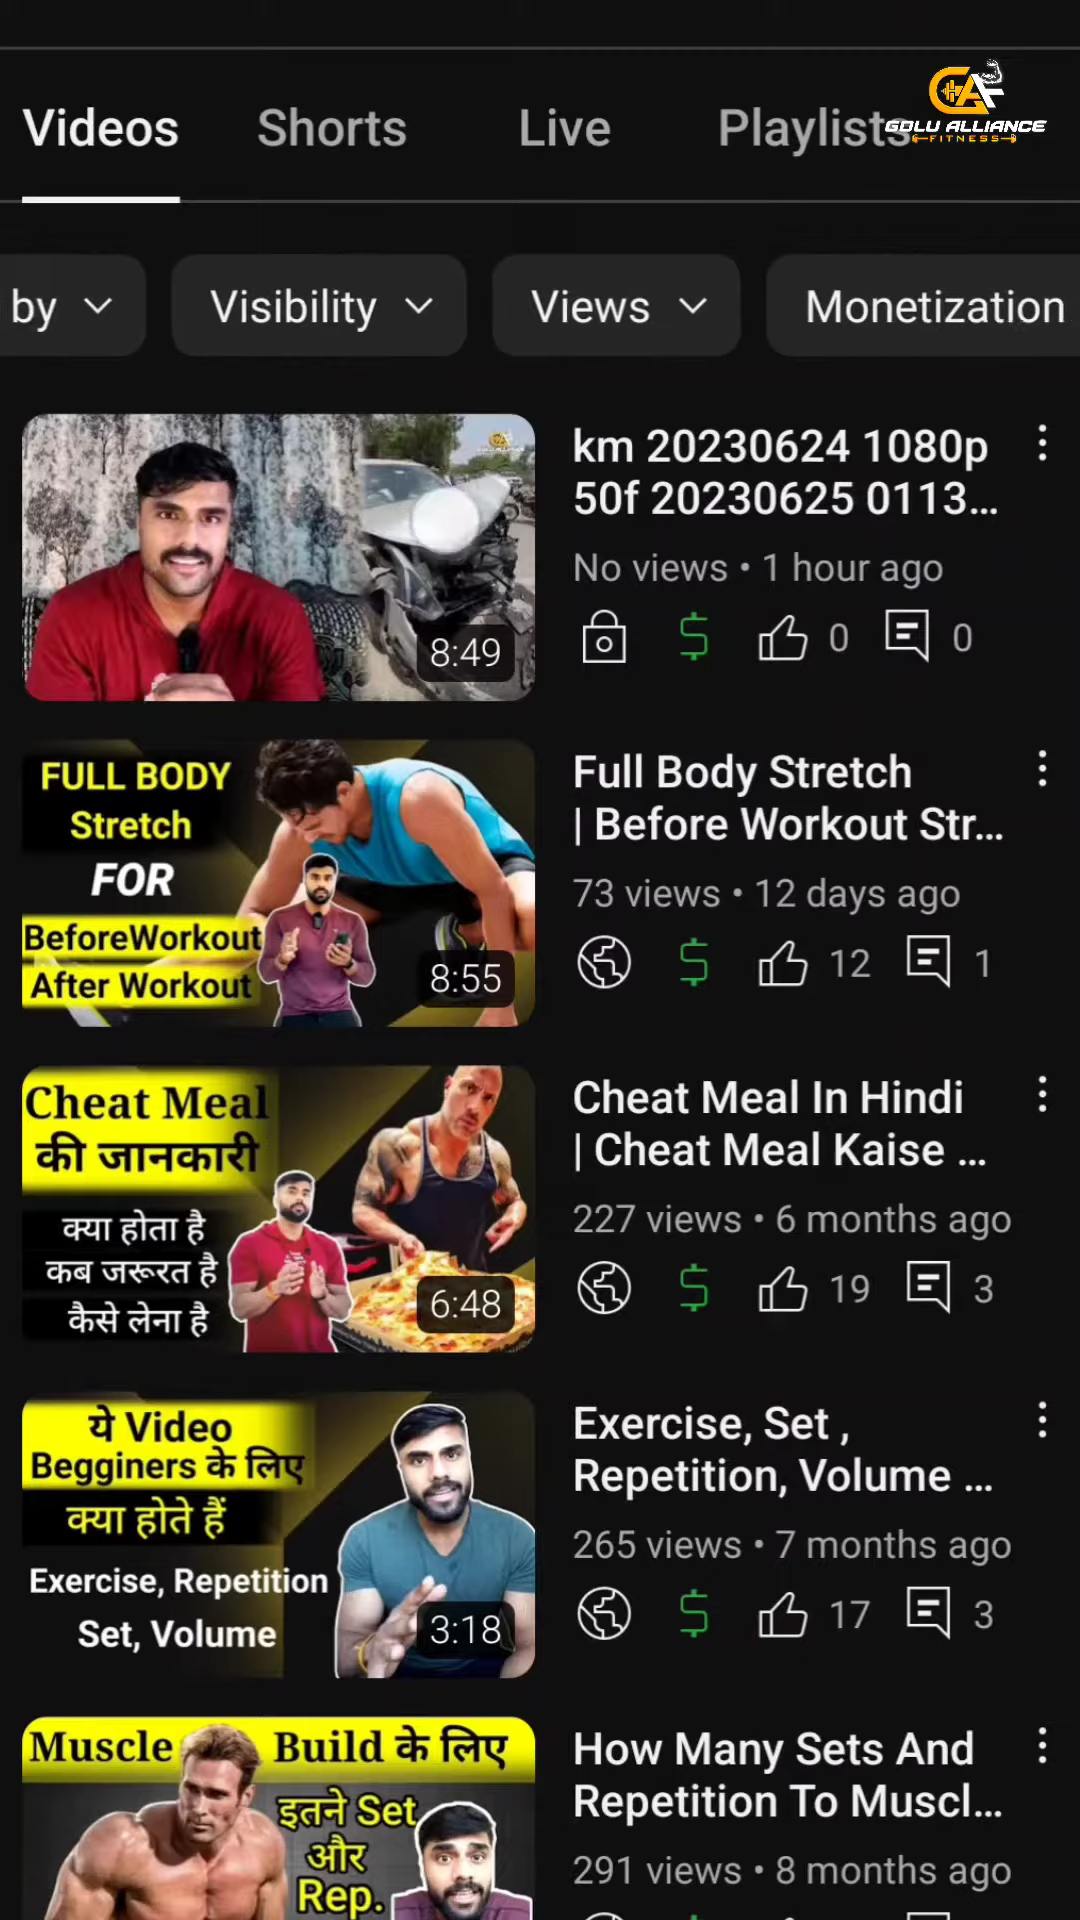 Videos
Shorts
Live
Playlists
GOLU ALLIANCE
FITNESS
by
Visibility
Views
Monetization
8:49
km 20230624 1080p
50f 20230625 0113...
No views • 1 hour ago
0
0
FULL BODY
Stretch
FOR
BeforeWorkout
After Workout
8:55
Full Body Stretch
| Before Workout Str...
73 views • 12 days ago
12
1
Cheat Meal
की जानकारी
क्या होता है
कब जरूरत है
कैसे लेना है
6:48
Cheat Meal In Hindi
| Cheat Meal Kaise ...
227 views • 6 months ago
19
3
ये Video
Begginers के लिए
क्या होते हैं
Exercise, Repetition
Set, Volume
3:18
Exercise, Set ,
Repetition, Volume ...
265 views • 7 months ago
17
3
Muscle Build के लिए
इतने Set
और
Rep.
How Many Sets And
Repetition To Muscl...
291 views • 8 months ago